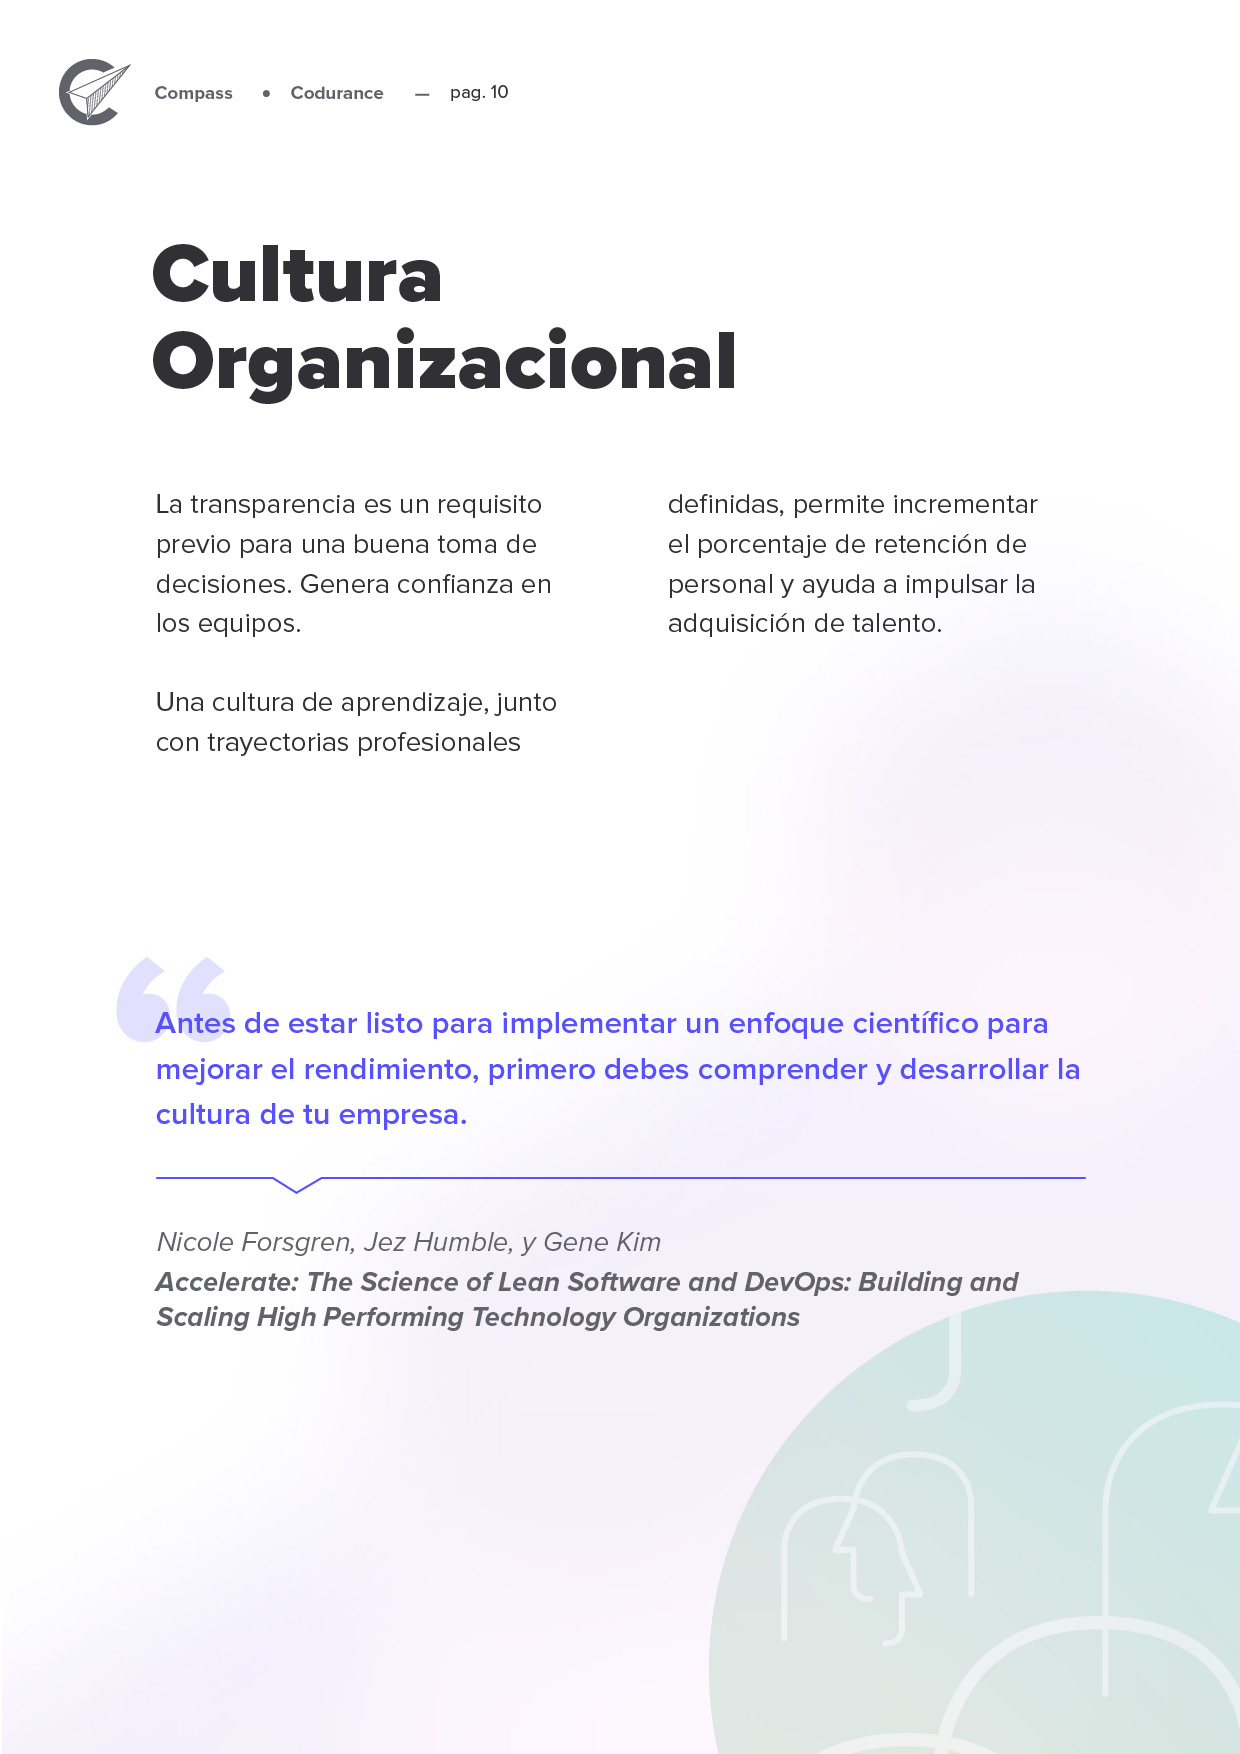 Compass • Codurance — pag. 10
Cultura
Organizacional
La transparencia es un requisito
previo para una buena toma de
decisiones. Genera confianza en
los equipos.
Una cultura de aprendizaje, junto
con trayectorias profesionales
definidas, permite incrementar
el porcentaje de retención de
personal y ayuda a impulsar la
adquisición de talento.
“
Antes de estar listo para implementar un enfoque científico para
mejorar el rendimiento, primero debes comprender y desarrollar la
cultura de tu empresa.
Nicole Forsgren, Jez Humble, y Gene Kim
Accelerate: The Science of Lean Software and DevOps: Building and
Scaling High Performing Technology Organizations